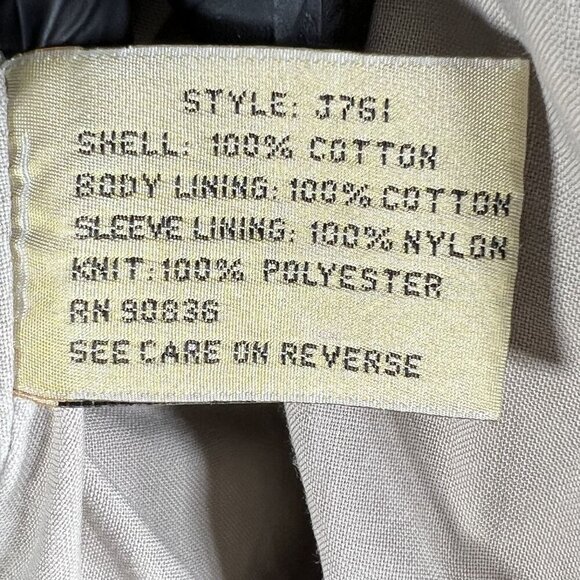 STYLE: J761
SHELL: 100% COTTON
BODY LINING: 100% COTTON
SLEEVE LINING: 100% NYLON
KNIT: 100% POLYESTER
RN 90836
SEE CARE ON REVERSE